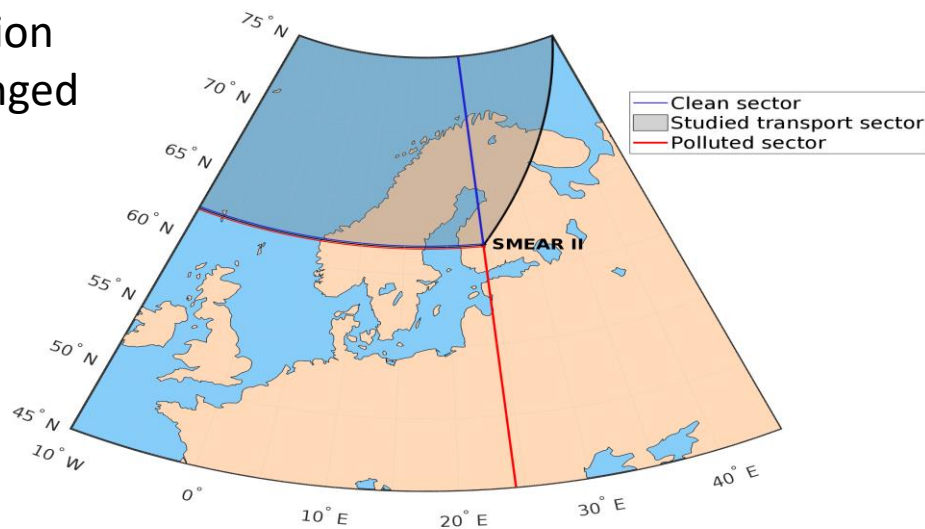 ion
nged
75° N
70° N
65° N
60° N
55° N
50° N
45° N
10° W
0°
10° E
20° E
30° E
40° E
SMEAR II
Clean sector
Studied transport sector
Polluted sector